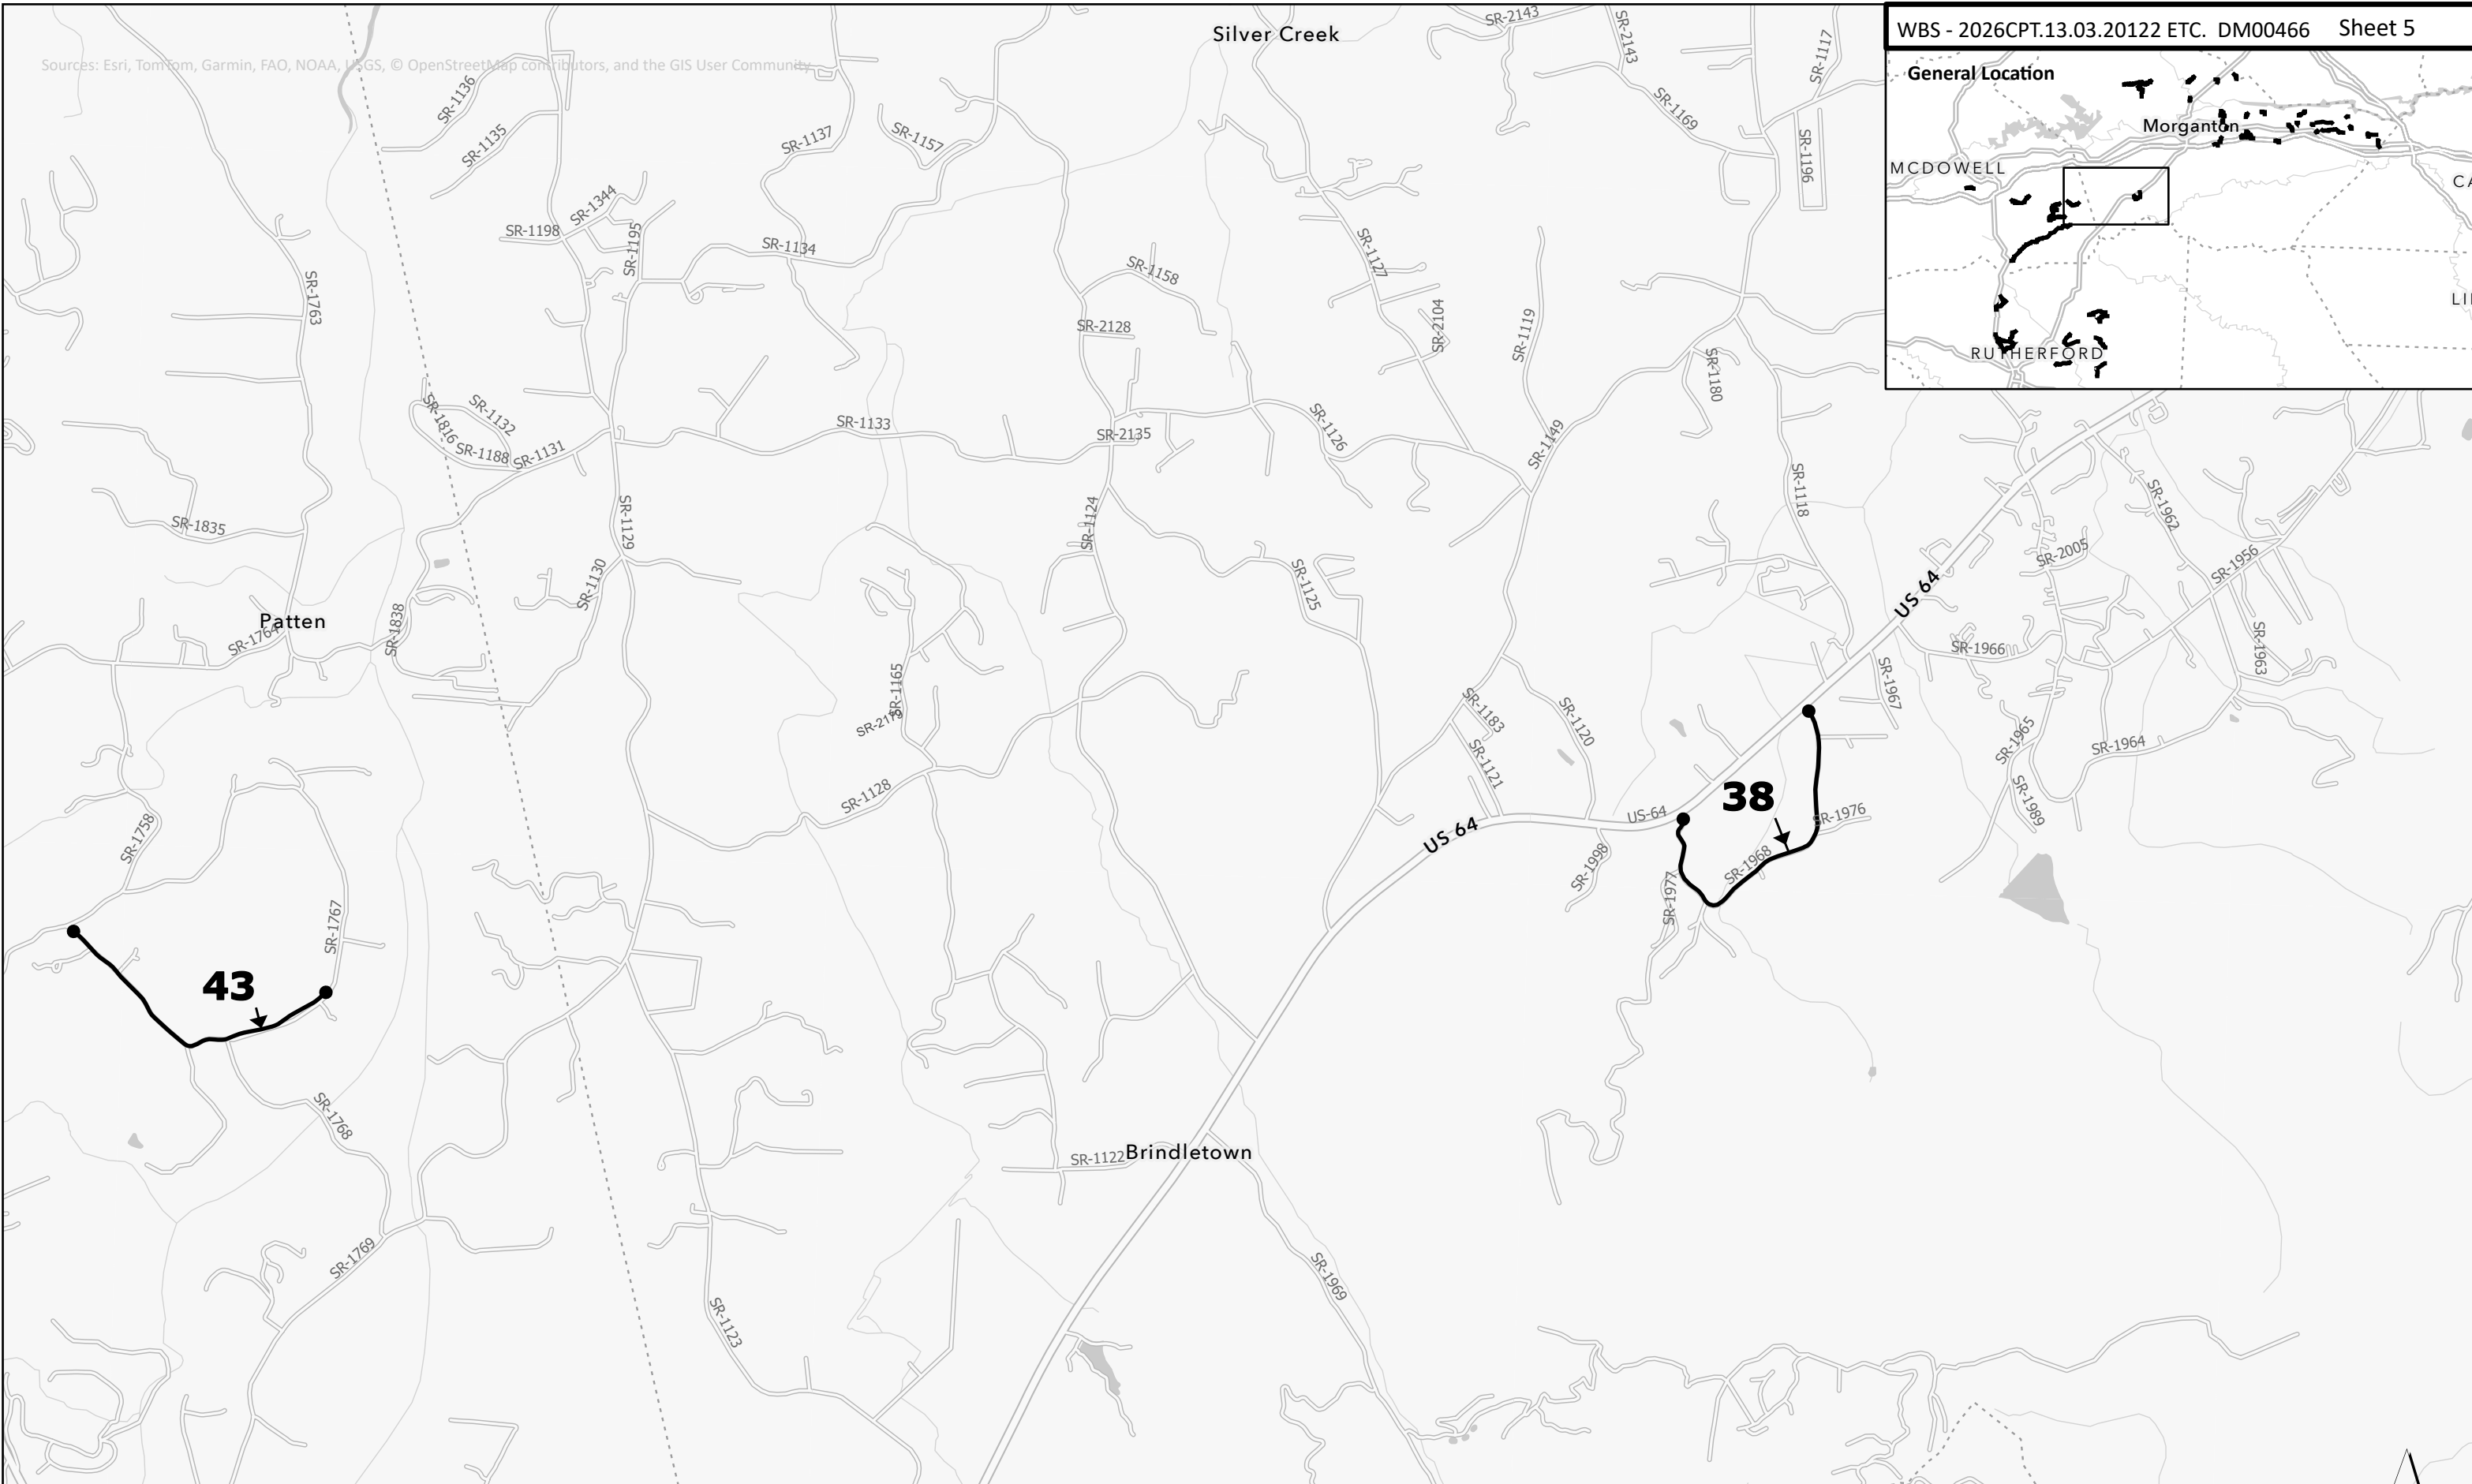 WBS - 2026CPT.13.03.20122 ETC. DM00466 Sheet 5
General Location
Morganton
MCDOWELL
CA
LI
RUTHERFORD
Silver Creek
Sources: Esri, TomTom, Garmin, FAO, NOAA, USGS, © OpenStreetMap contributors, and the GIS User Community
SR-2143
SR-2143
SR-1117
SR-1136
SR-1135
SR-1137
SR-1157
SR-1169
SR-1196
SR-1344
SR-1198
SR-1195
SR-1134
SR-1127
SR-1158
SR-1763
SR-2128
SR-2104
SR-1119
SR-1180
SR-1816
SR-1132
SR-1188
SR-1131
SR-1133
SR-2135
SR-1126
SR-1149
SR-1118
SR-1962
SR-1835
SR-1129
SR-1124
SR-2005
SR-1956
SR-1130
SR-1125
US 64
Patten
SR-1764
SR-1838
SR-1966
SR-1963
SR-1165
SR-2179
SR-1967
SR-1183
SR-1120
SR-1965
SR-1964
SR-1121
SR-1128
38
SR-1989
US-64
SR-1976
US 64
SR-1758
SR-1998
SR-1968
SR-1977
SR-1767
43
SR-1768
SR-1122
Brindletown
SR-1769
SR-1969
SR-1123